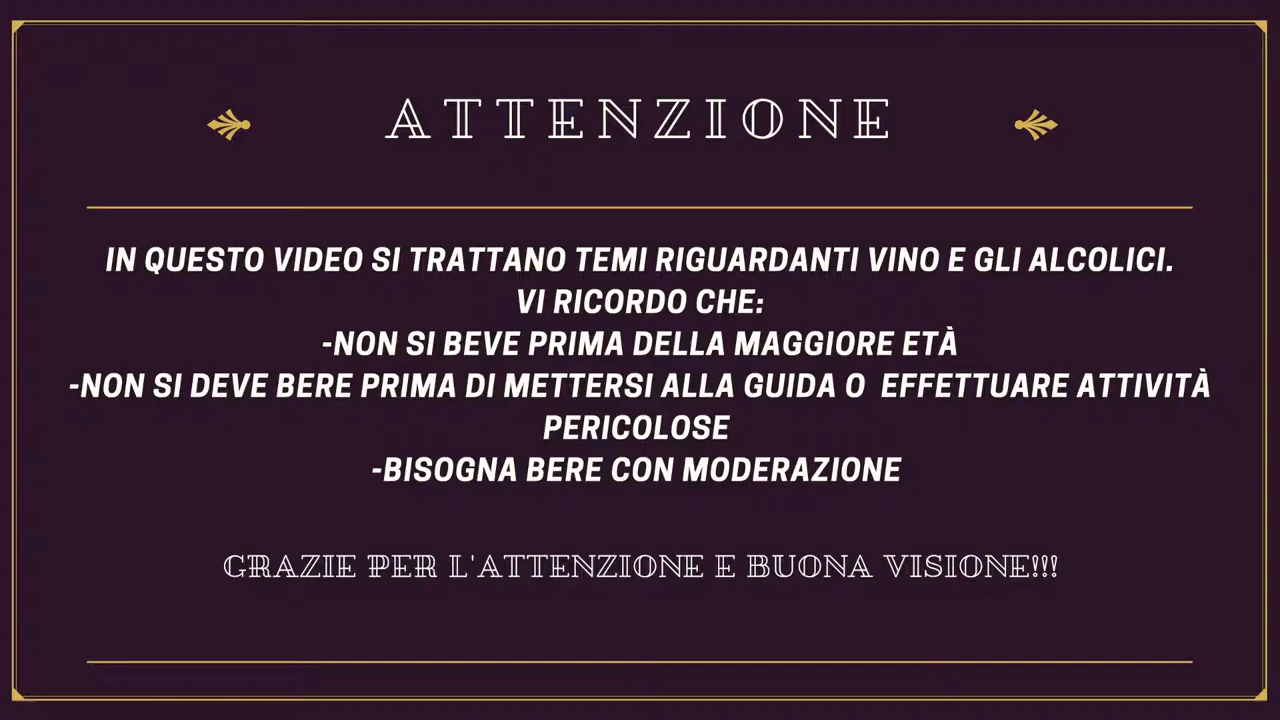 ATTENZIONE
IN QUESTO VIDEO SI TRATTANO TEMI RIGUARDANTI VINO E GLI ALCOLICI.
VI RICORDO CHE:
-NON SI BEVE PRIMA DELLA MAGGIORE ETÀ
-NON SI DEVE BERE PRIMA DI METTERSI ALLA GUIDA O EFFETTUARE ATTIVITÀ
PERICOLOSE
-BISOGNA BERE CON MODERAZIONE
GRAZIE PER L'ATTENZIONE E BUONA VISIONE!!!